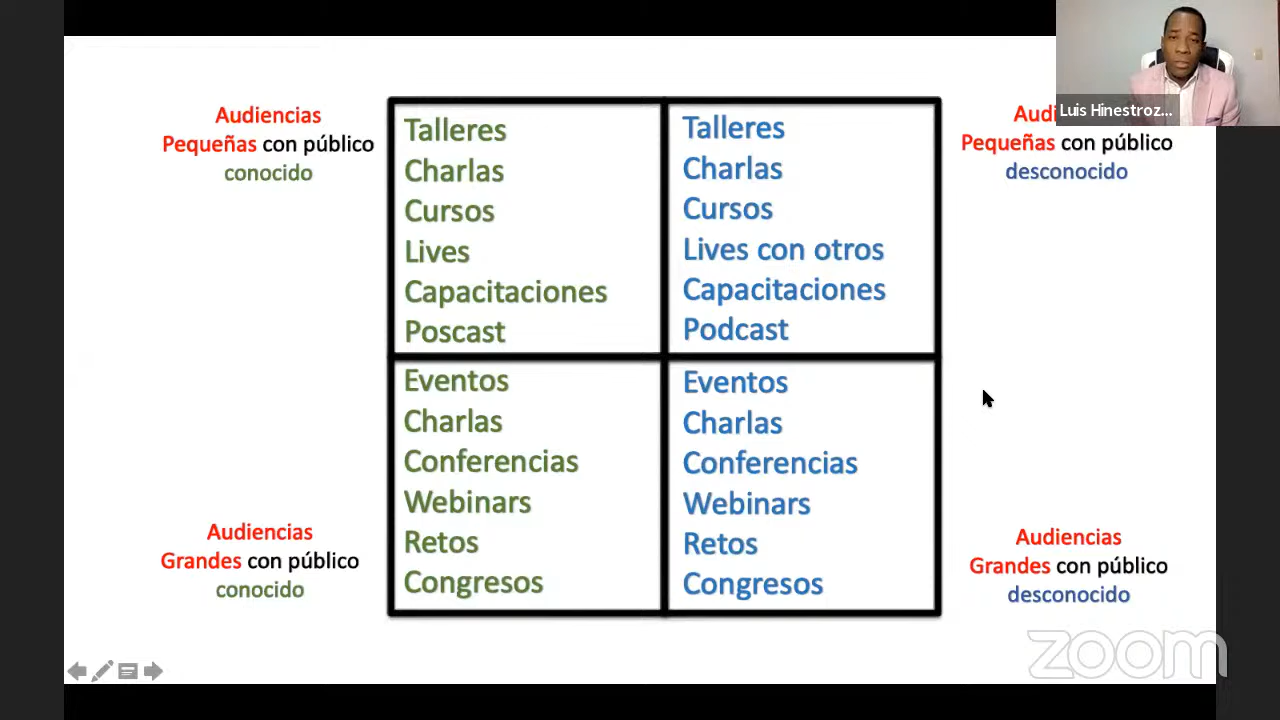 Luis Hinestroz...
Audiencias
Pequeñas con público
conocido
Talleres
Charlas
Cursos
Lives
Capacitaciones
Poscast
Talleres
Charlas
Cursos
Lives con otros
Capacitaciones
Podcast
Audi
Pequeñas con público
desconocido
Audiencias
Grandes con público
conocido
Eventos
Charlas
Conferencias
Webinars
Retos
Congresos
Eventos
Charlas
Conferencias
Webinars
Retos
Congresos
Audiencias
Grandes con público
desconocido
zoom